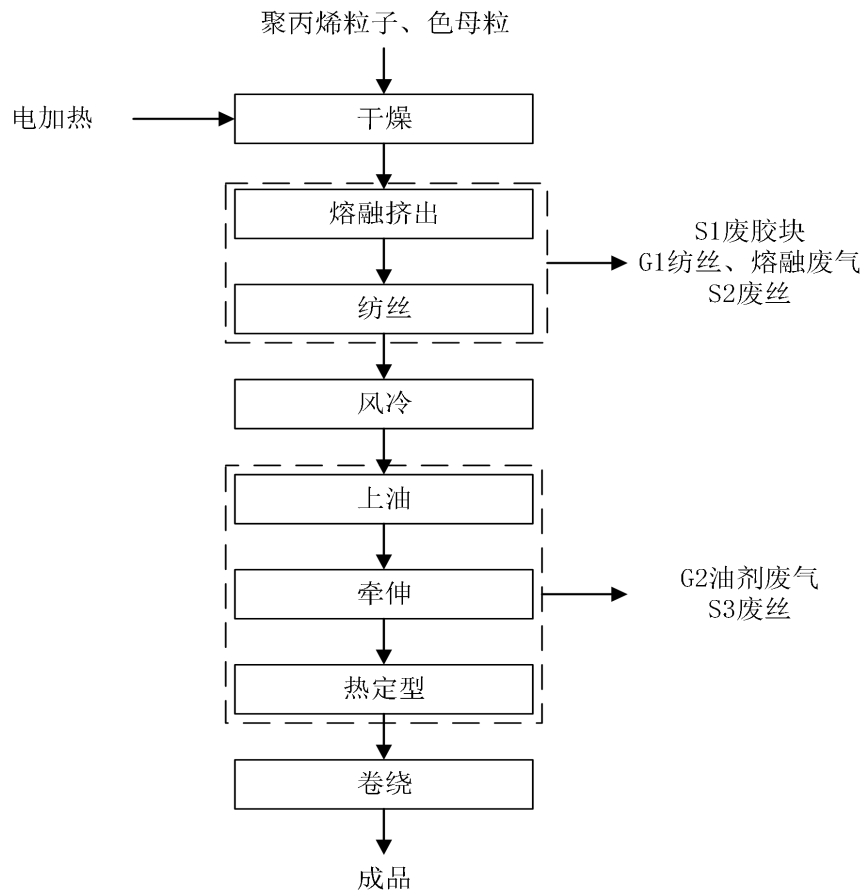 聚丙烯粒子、色母粒
电加热
干燥
熔融挤出
S1废胶块
G1纺丝、熔融废气
S2废丝
纺丝
风冷
上油
牵伸
G2油剂废气
S3废丝
热定型
卷绕
成品